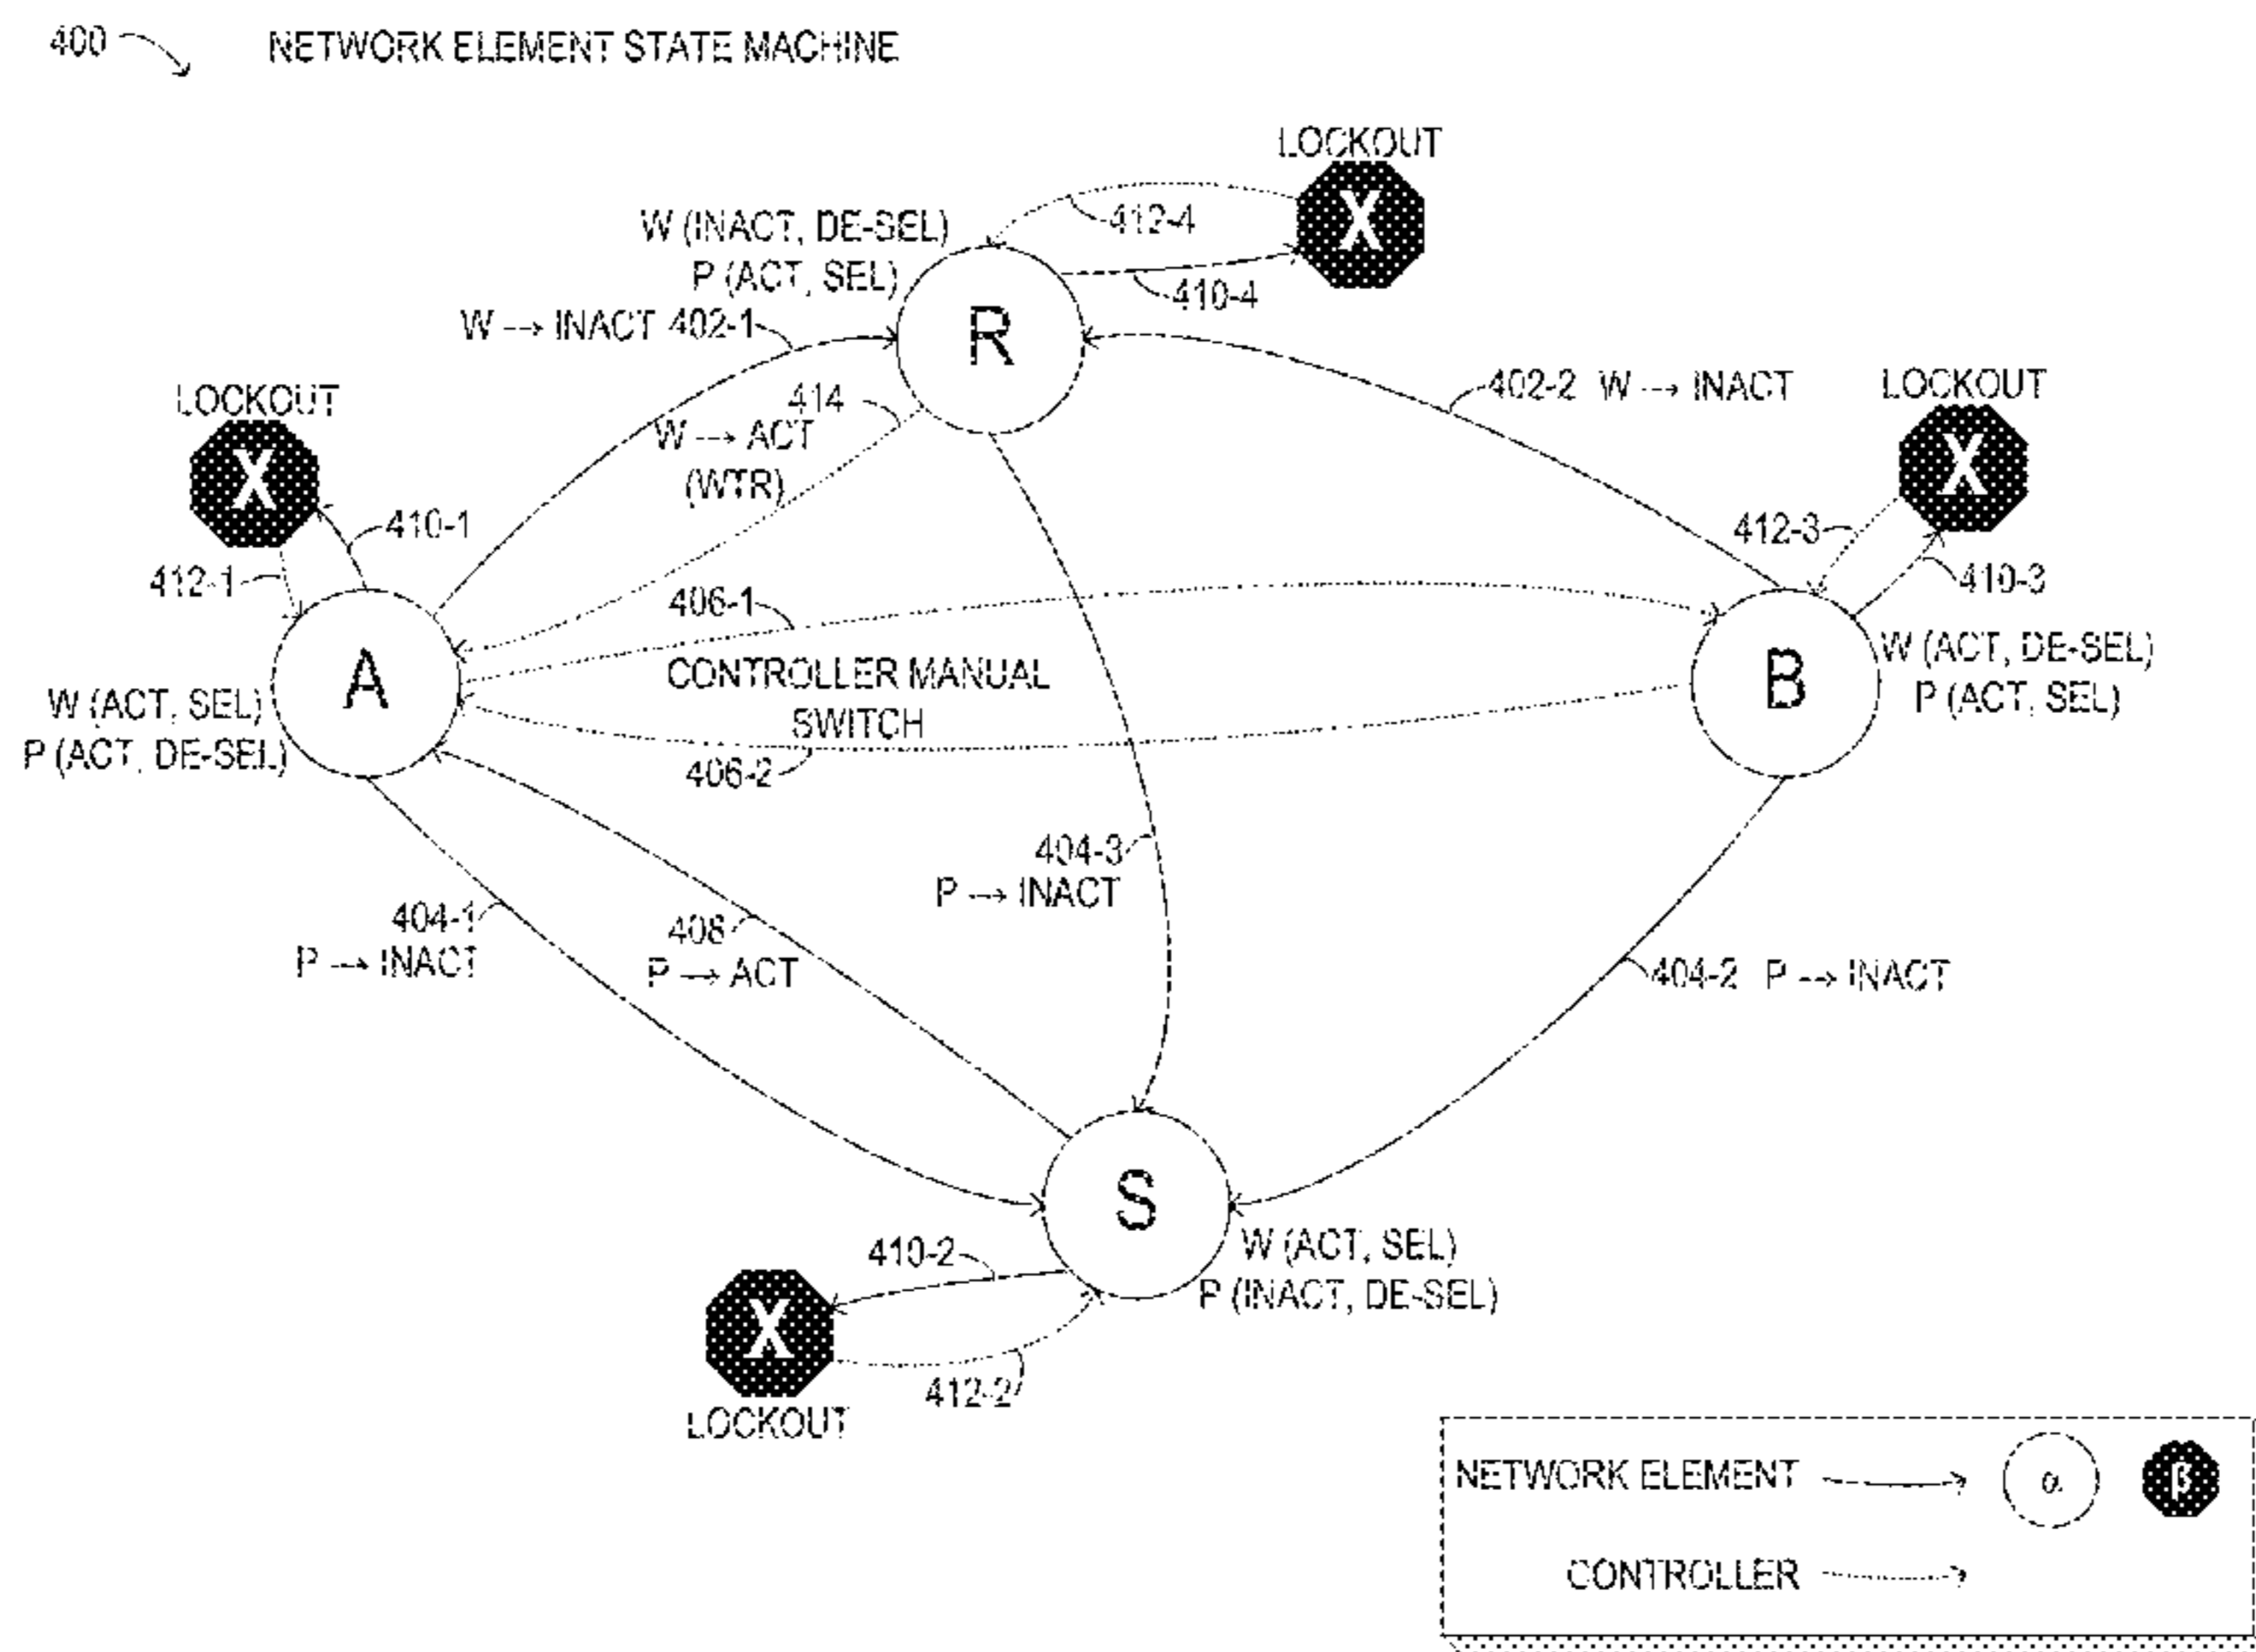 400 NETWORK ELEMENT STATE MACHINE
LOCKOUT
X
412-4
410-4
W (INACT, DE-SEL)
P (ACT, SEL)
R
W → INACT 402-1
414
W → ACT
(WTR)
402-2 W → INACT
LOCKOUT
X
410-1
412-1
LOCKOUT
X
412-3
410-3
406-1
CONTROLLER MANUAL
SWITCH
406-2
A
W (ACT, SEL)
P (ACT, DE-SEL)
B
W (ACT, DE-SEL)
P (ACT, SEL)
404-3
P → INACT
404-1
P → INACT
408
P → ACT
404-2 P → INACT
S
W (ACT, SEL)
P (INACT, DE-SEL)
410-2
X
412-2
LOCKOUT
NETWORK ELEMENT α β
CONTROLLER